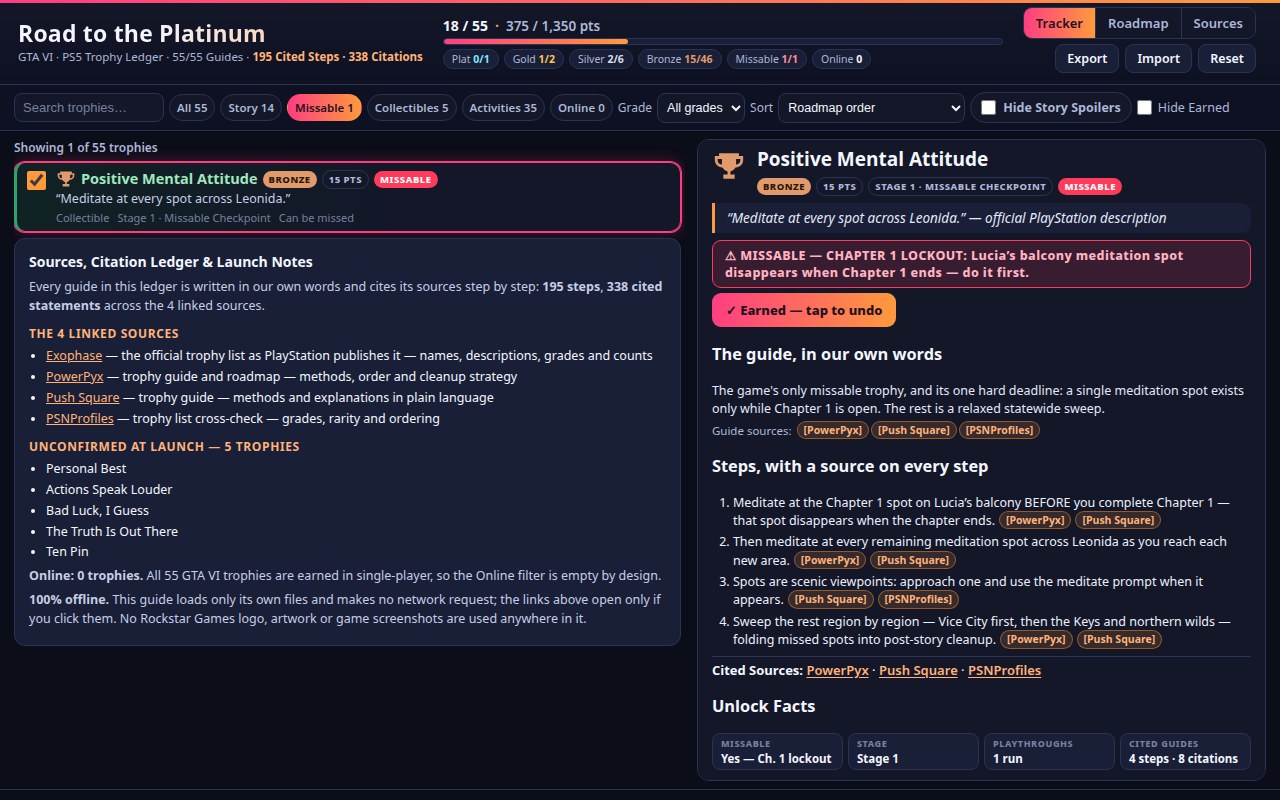 Road to the Platinum
GTA VI · PS5 Trophy Ledger · 55/55 Guides · 195 Cited Steps · 338 Citations
18 / 55 · 375 / 1,350 pts
Plat 0/1 Gold 1/2 Silver 2/6 Bronze 15/46 Missable 1/1 Online 0
Tracker Roadmap Sources
Export Import Reset
Search trophies… All 55 Story 14 Missable 1 Collectibles 5 Activities 35 Online 0 Grade All grades Sort Roadmap order Hide Story Spoilers Hide Earned
Showing 1 of 55 trophies
Positive Mental Attitude BRONZE 15 PTS MISSABLE
“Meditate at every spot across Leonida.”
Collectible Stage 1 · Missable Checkpoint Can be missed
Sources, Citation Ledger & Launch Notes
Every guide in this ledger is written in our own words and cites its sources step by step: 195 steps, 338 cited
statements across the 4 linked sources.
THE 4 LINKED SOURCES
• Exophase — the official trophy list as PlayStation publishes it — names, descriptions, grades and counts
• PowerPyx — trophy guide and roadmap — methods, order and cleanup strategy
• Push Square — trophy guide — methods and explanations in plain language
• PSNProfiles — trophy list cross-check — grades, rarity and ordering
UNCONFIRMED AT LAUNCH — 5 TROPHIES
• Personal Best
• Actions Speak Louder
• Bad Luck, I Guess
• The Truth Is Out There
• Ten Pin
Online: 0 trophies. All 55 GTA VI trophies are earned in single-player, so the Online filter is empty by design.
100% offline. This guide loads only its own files and makes no network request; the links above open only if
you click them. No Rockstar Games logo, artwork or game screenshots are used anywhere in it.
Positive Mental Attitude
BRONZE 15 PTS STAGE 1 · MISSABLE CHECKPOINT MISSABLE
“Meditate at every spot across Leonida.” — official PlayStation description
⚠ MISSABLE — CHAPTER 1 LOCKOUT: Lucia’s balcony meditation spot
disappears when Chapter 1 ends — do it first.
✓ Earned — tap to undo
The guide, in our own words
The game's only missable trophy, and its one hard deadline: a single meditation spot exists
only while Chapter 1 is open. The rest is a relaxed statewide sweep.
Guide sources: [PowerPyx] [Push Square] [PSNProfiles]
Steps, with a source on every step
1. Meditate at the Chapter 1 spot on Lucia’s balcony BEFORE you complete Chapter 1 —
that spot disappears when the chapter ends. [PowerPyx] [Push Square]
2. Then meditate at every remaining meditation spot across Leonida as you reach each
new area. [PowerPyx] [Push Square]
3. Spots are scenic viewpoints: approach one and use the meditate prompt when it
appears. [Push Square] [PSNProfiles]
4. Sweep the rest region by region — Vice City first, then the Keys and northern wilds —
folding missed spots into post-story cleanup. [PowerPyx] [Push Square]
Cited Sources: PowerPyx · Push Square · PSNProfiles
Unlock Facts
MISSABLE STAGE PLAYTHROUGHS CITED GUIDES
Yes — Ch. 1 lockout Stage 1 1 run 4 steps · 8 citations